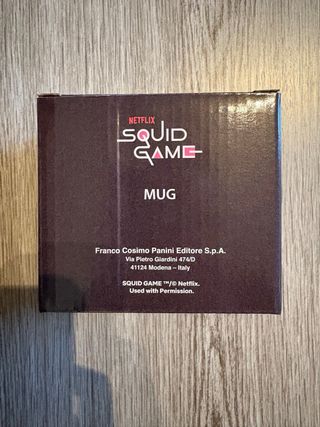 NETFLIX
SQUID
GAME
MUG
Franco Cosimo Panini Editore S.p.A.
Via Pietro Giardini 474/D
41124 Modena – Italy
SQUID GAME ™/© Netflix.
Used with Permission.